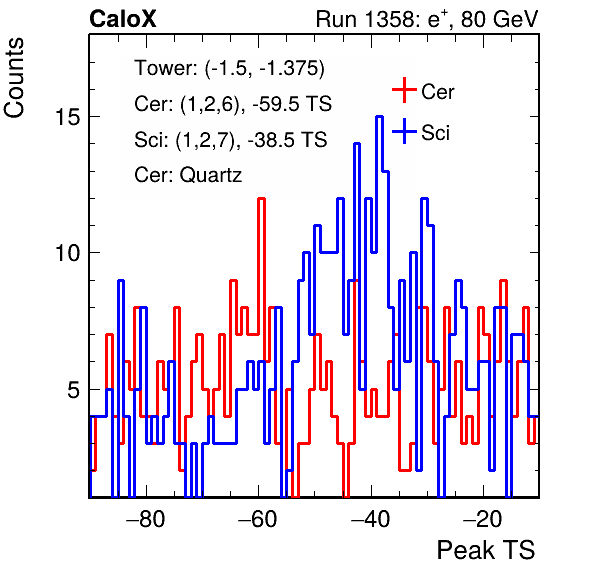 CaloX Run 1358: e⁺, 80 GeV
Counts
Tower: (-1.5, -1.375)
Cer: (1,2,6), -59.5 TS
Sci: (1,2,7), -38.5 TS
Cer: Quartz
Cer
Sci
15
10
5
−80 −60 −40 −20
Peak TS